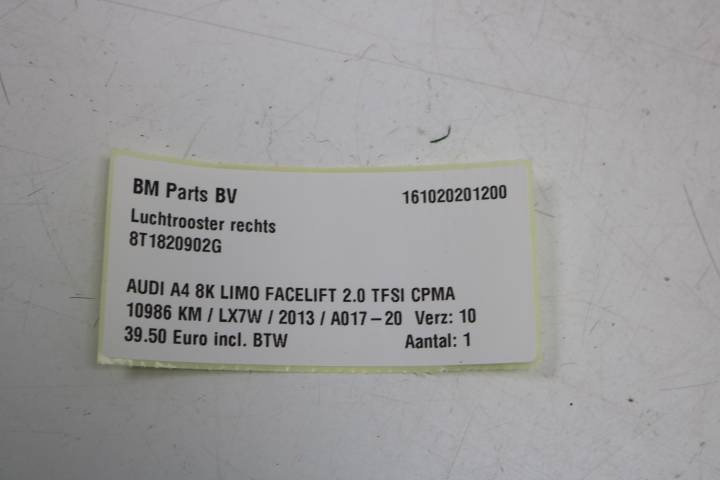 BM Parts BV 161020201200
Luchtrooster rechts
8T1820902G
AUDI A4 8K LIMO FACELIFT 2.0 TFSI CPMA
10986 KM / LX7W / 2013 / A017-20 Verz: 10
39.50 Euro incl. BTW Aantal: 1